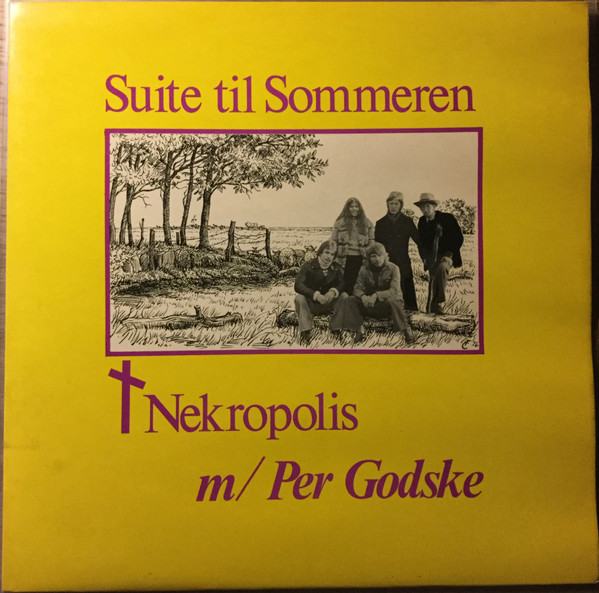 Suite til Sommeren
Nekropolis
m/ Per Godske